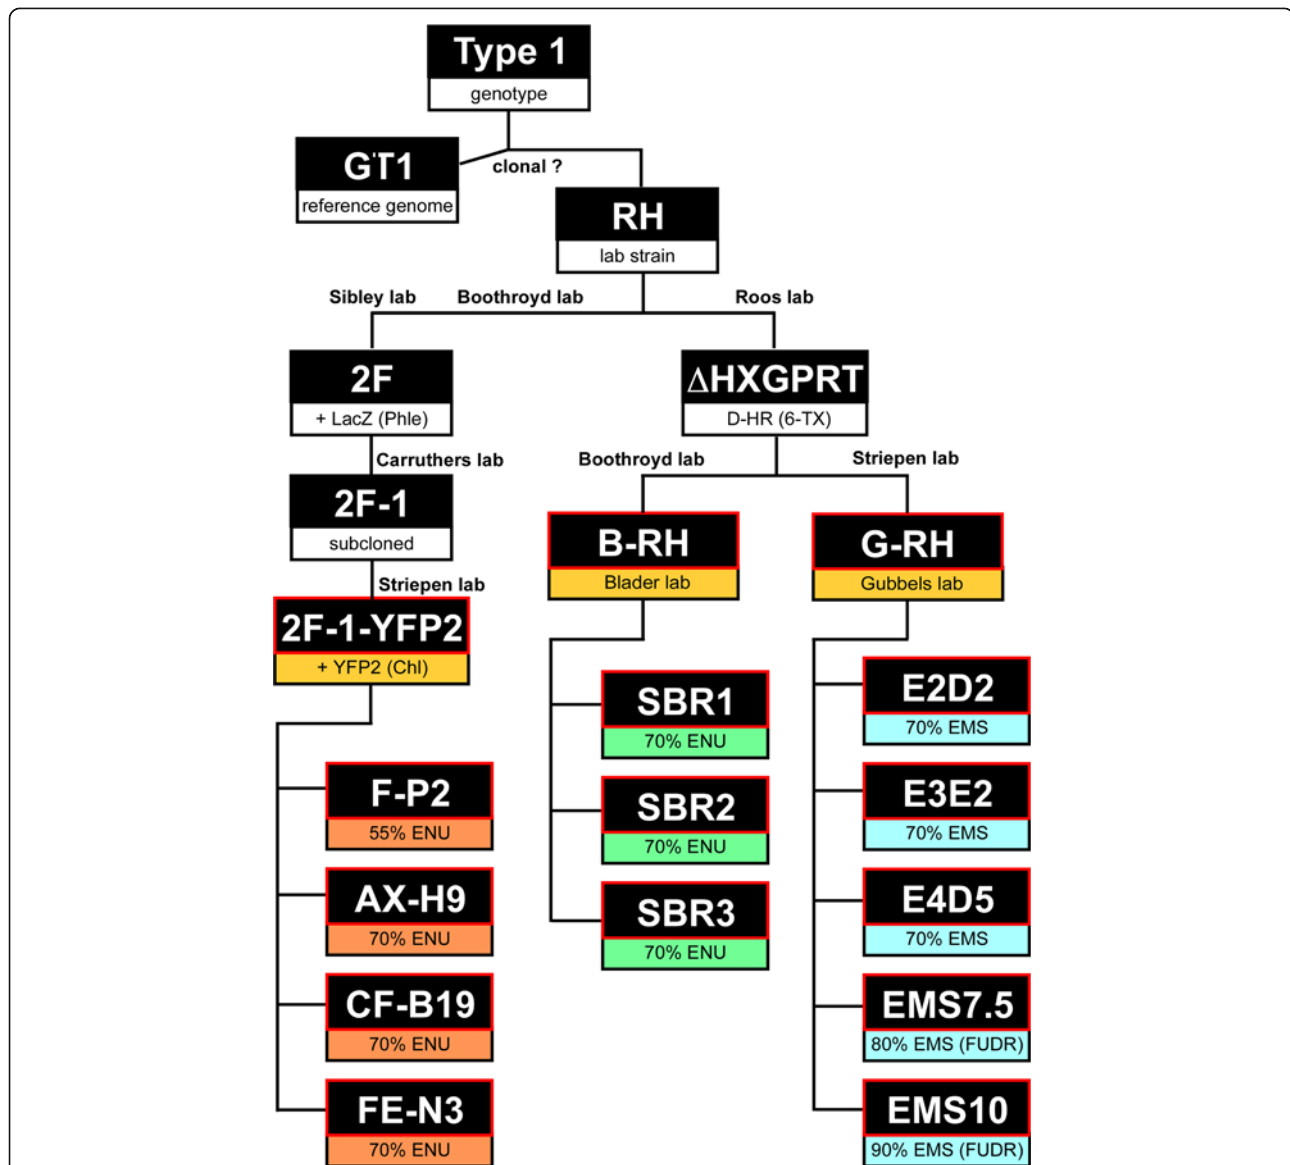 Type 1
genotype
GT1
reference genome
clonal ?
RH
lab strain
Sibley lab Boothroyd lab Roos lab
2F
+ LacZ (Phle)
ΔHXGPRT
D-HR (6-TX)
Carruthers lab
Boothroyd lab Striepen lab
2F-1
subcloned
B-RH
Blader lab
G-RH
Gubbels lab
Striepen lab
2F-1-YFP2
+ YFP2 (Chl)
F-P2
55% ENU
AX-H9
70% ENU
CF-B19
70% ENU
FE-N3
70% ENU
SBR1
70% ENU
SBR2
70% ENU
SBR3
70% ENU
E2D2
70% EMS
E3E2
70% EMS
E4D5
70% EMS
EMS7.5
80% EMS (FUDR)
EMS10
90% EMS (FUDR)